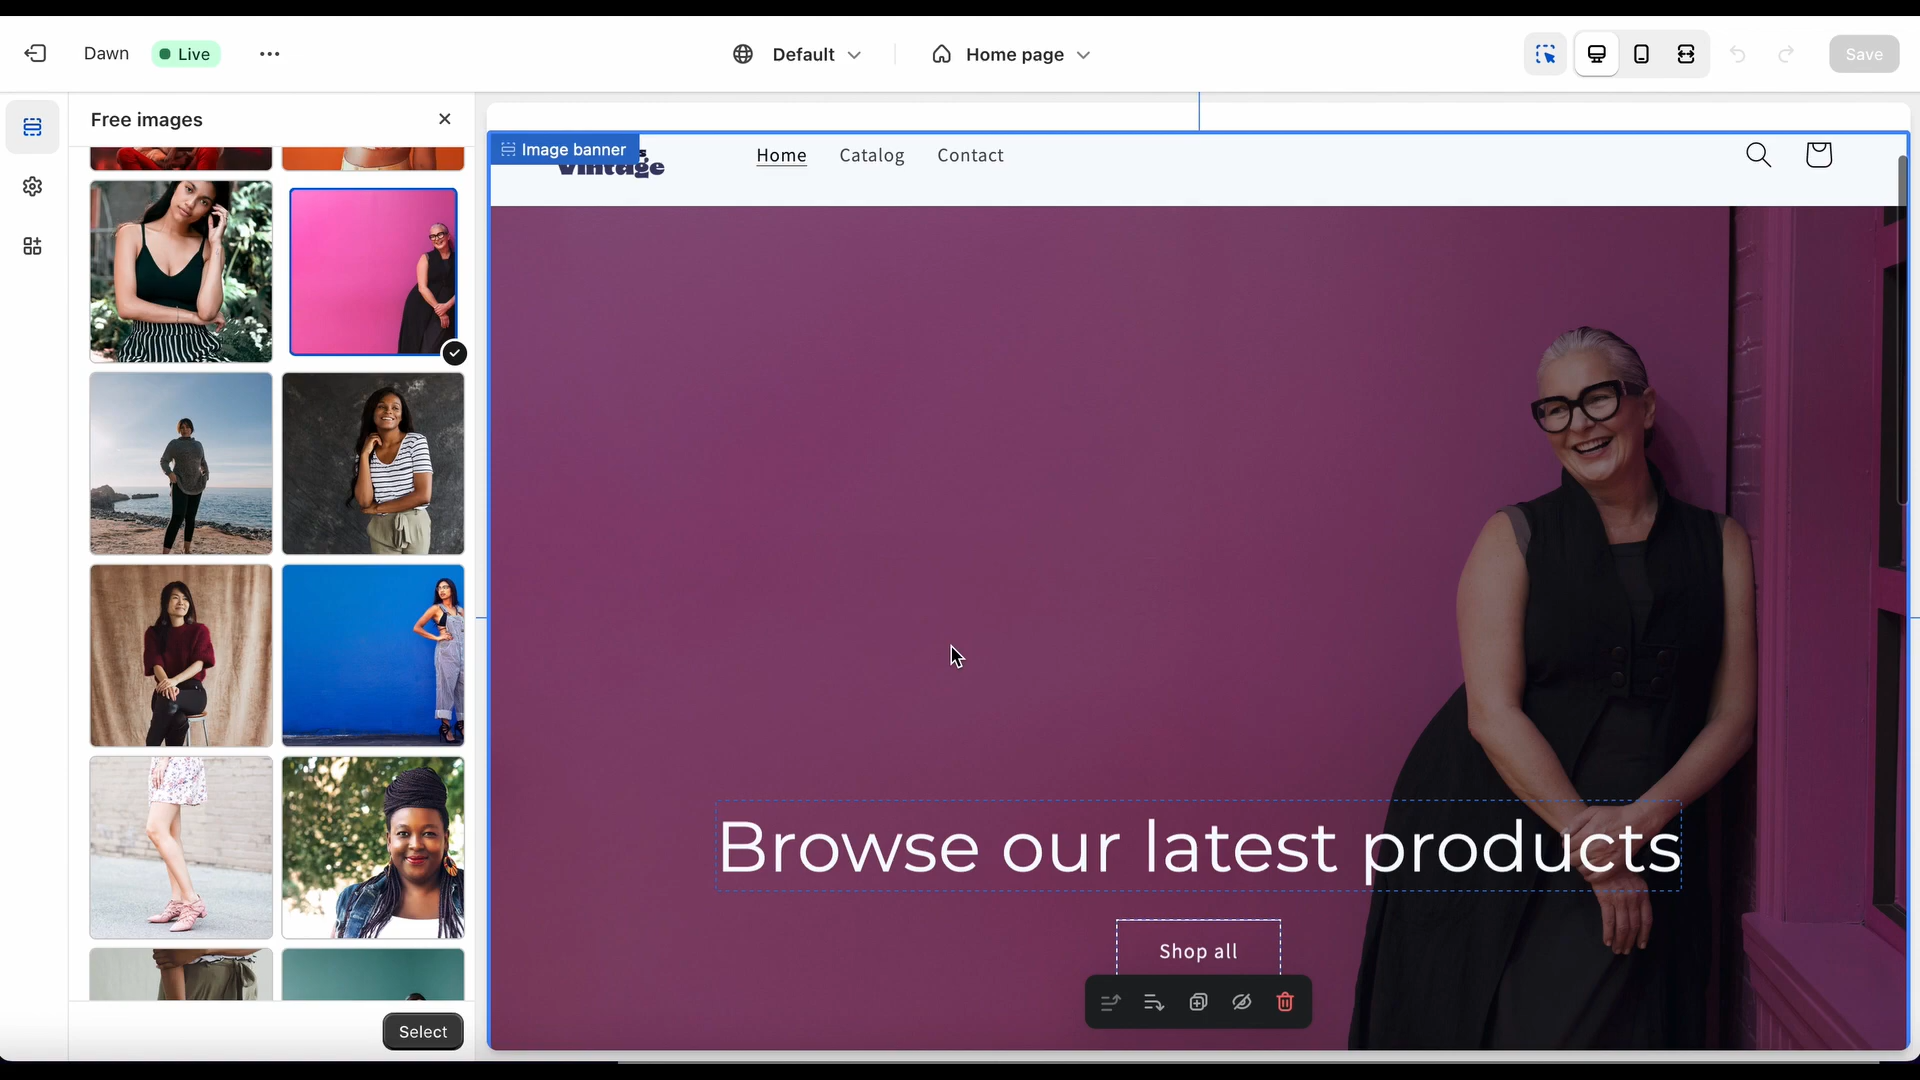 Dawn
Live
Default
Home page
Save
Free images
Image banner
Vintage
Home
Catalog
Contact
Browse our latest products
Shop all
Select